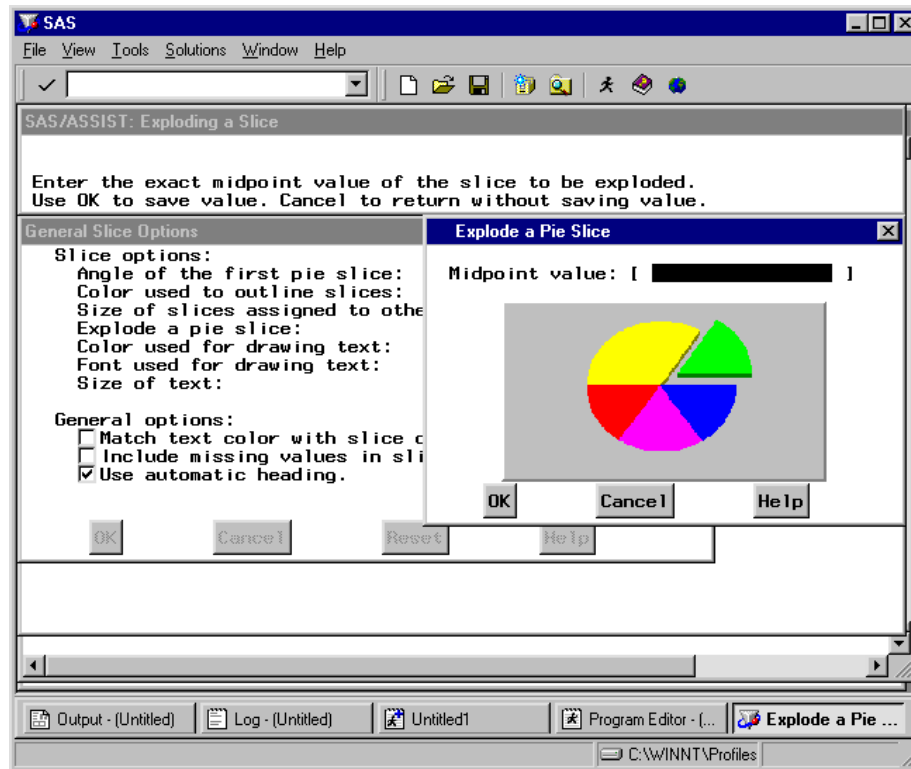 SAS
File View Tools Solutions Window Help
SAS/ASSIST: Exploding a Slice
Enter the exact midpoint value of the slice to be exploded.
Use OK to save value. Cancel to return without saving value.
General Slice Options
Slice options:
Angle of the first pie slice:
Color used to outline slices:
Size of slices assigned to othe
Explode a pie slice:
Color used for drawing text:
Font used for drawing text:
Size of text:
General options:
Match text color with slice c
Include missing values in sli
Use automatic heading.
OK Cancel Reset Help
Explode a Pie Slice
Midpoint value: [ ]
OK Cancel Help
Output - (Untitled) Log - (Untitled) Untitled1 Program Editor - (... Explode a Pie ...
C:\WINNT\Profiles